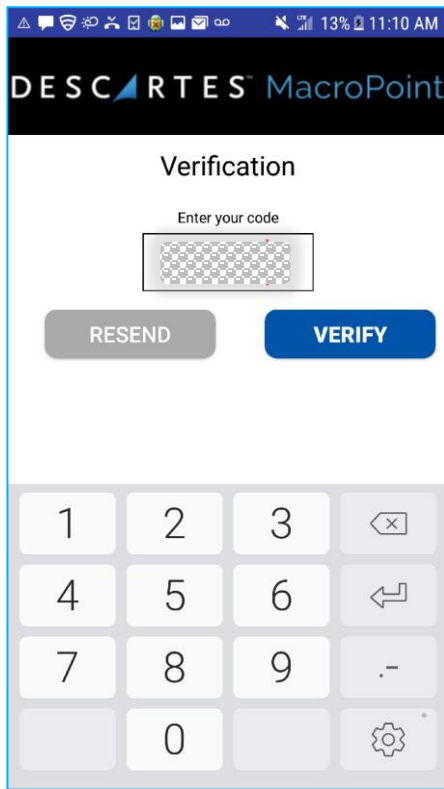 13% 11:10 AM
DESCARTES™ MacroPoint
Verification
Enter your code
RESEND VERIFY
1 2 3
4 5 6
7 8 9 .-
0